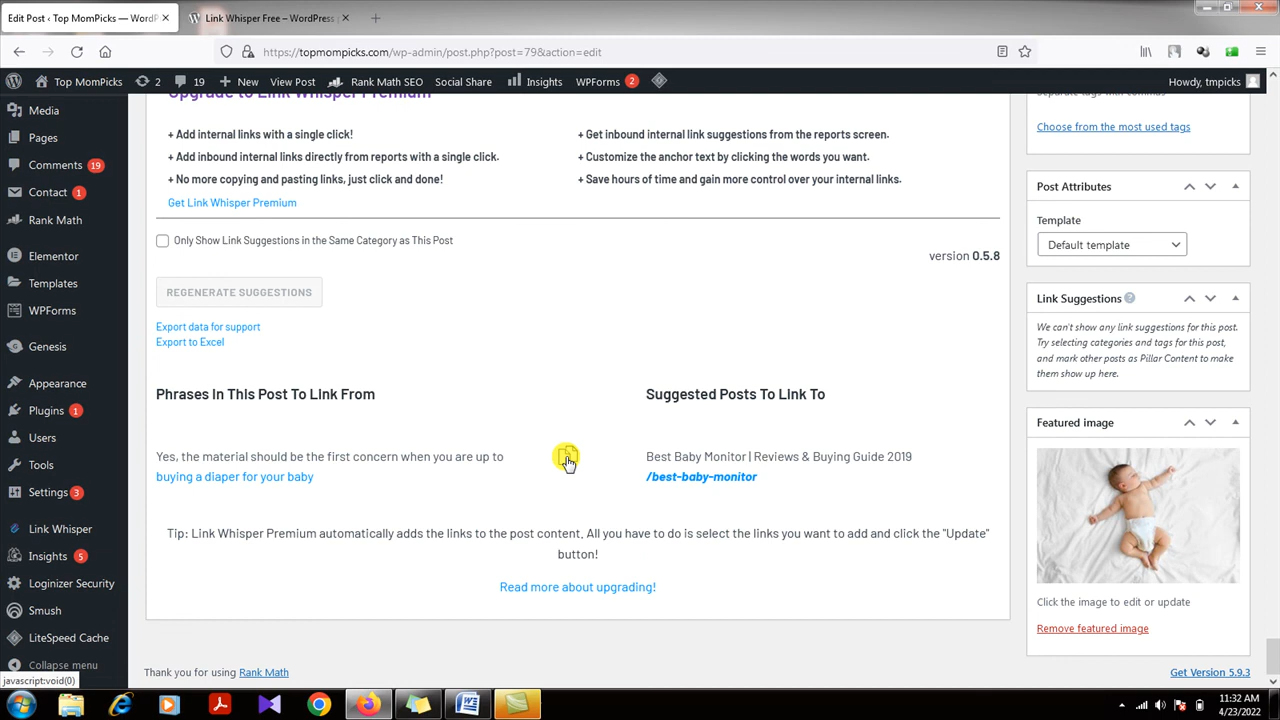 Edit Post ‹ Top MomPicks — WordP
Link Whisper Free – WordPress
https://topmompicks.com/wp-admin/post.php?post=79&action=edit
Top MomPicks
2
19
New
View Post
Rank Math SEO
Social Share
Insights
WPForms 2
Howdy, tmpicks
Media
Pages
Comments 19
Contact 1
Rank Math
Elementor
Templates
WPForms
Genesis
Appearance
Plugins 1
Users
Tools
Settings 3
Link Whisper
Insights 5
Loginizer Security
Smush
LiteSpeed Cache
Collapse menu
javascript:void(0)
Upgrade to Link Whisper Premium
+ Add internal links with a single click!
+ Add inbound internal links directly from reports with a single click.
+ No more copying and pasting links, just click and done!
+ Get inbound internal link suggestions from the reports screen.
+ Customize the anchor text by clicking the words you want.
+ Save hours of time and gain more control over your internal links.
Get Link Whisper Premium
Only Show Link Suggestions in the Same Category as This Post
version 0.5.8
REGENERATE SUGGESTIONS
Export data for support
Export to Excel
Phrases In This Post To Link From
Suggested Posts To Link To
Yes, the material should be the first concern when you are up to
buying a diaper for your baby
Best Baby Monitor | Reviews & Buying Guide 2019
/best-baby-monitor
Tip: Link Whisper Premium automatically adds the links to the post content. All you have to do is select the links you want to add and click the "Update"
button!
Read more about upgrading!
Thank you for using Rank Math
Separate tags with commas
Choose from the most used tags
Post Attributes
Template
Default template
Link Suggestions
We can't show any link suggestions for this post.
Try selecting categories and tags for this post,
and mark other posts as Pillar Content to make
them show up here.
Featured image
Click the image to edit or update
Remove featured image
Get Version 5.9.3
11:32 AM
4/23/2022